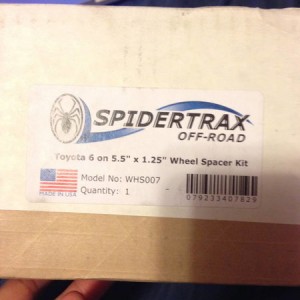 SPIDERTRAX
OFF-ROAD
Toyota 6 on 5.5" x 1.25" Wheel Spacer Kit
Model No: WHS007
Quantity: 1
MADE IN USA
079233407829